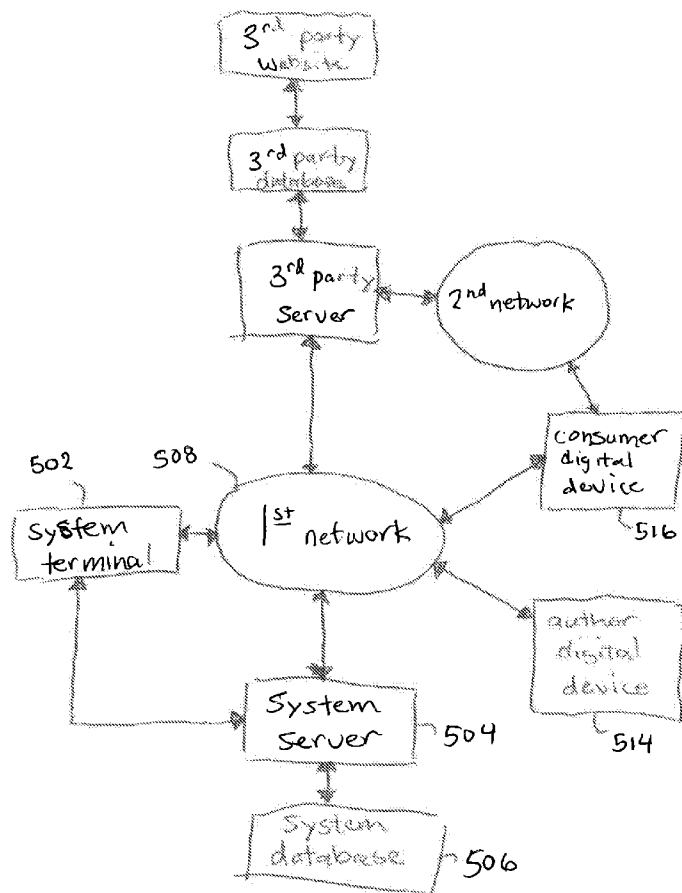 3rd party
website
3rd party
database
3rd party
server
2nd network
consumer
digital
device
516
502
508
system
terminal
1st
network
author
digital
device
514
System
server
504
System
database
506